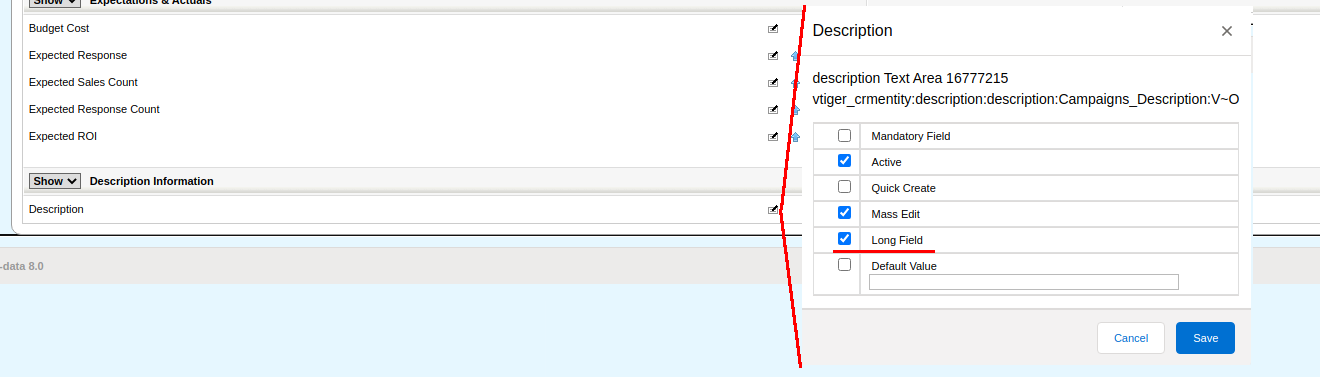 Show Expectations & Actuals
Budget Cost
Expected Response
Expected Sales Count
Expected Response Count
Expected ROI
Show Description Information
Description
-data 8.0
Description
description Text Area 16777215
vtiger_crmentity:description:description:Campaigns_Description:V~O
Mandatory Field
Active
Quick Create
Mass Edit
Long Field
Default Value
Cancel Save